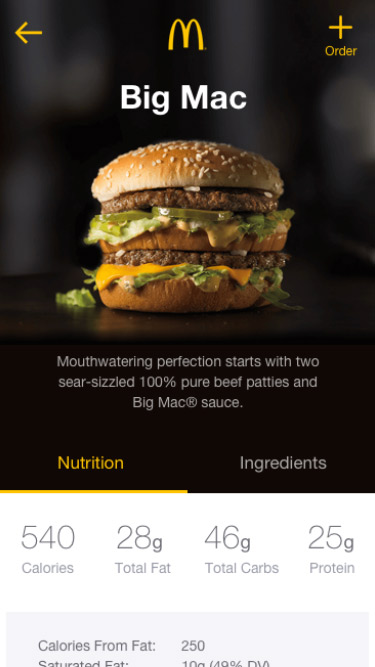 Order
Big Mac
Mouthwatering perfection starts with two
sear-sizzled 100% pure beef patties and
Big Mac® sauce.
Nutrition Ingredients
540 28g 46g 25g
Calories Total Fat Total Carbs Protein
Calories From Fat: 250
Saturated Fat: 10g (49% DV)